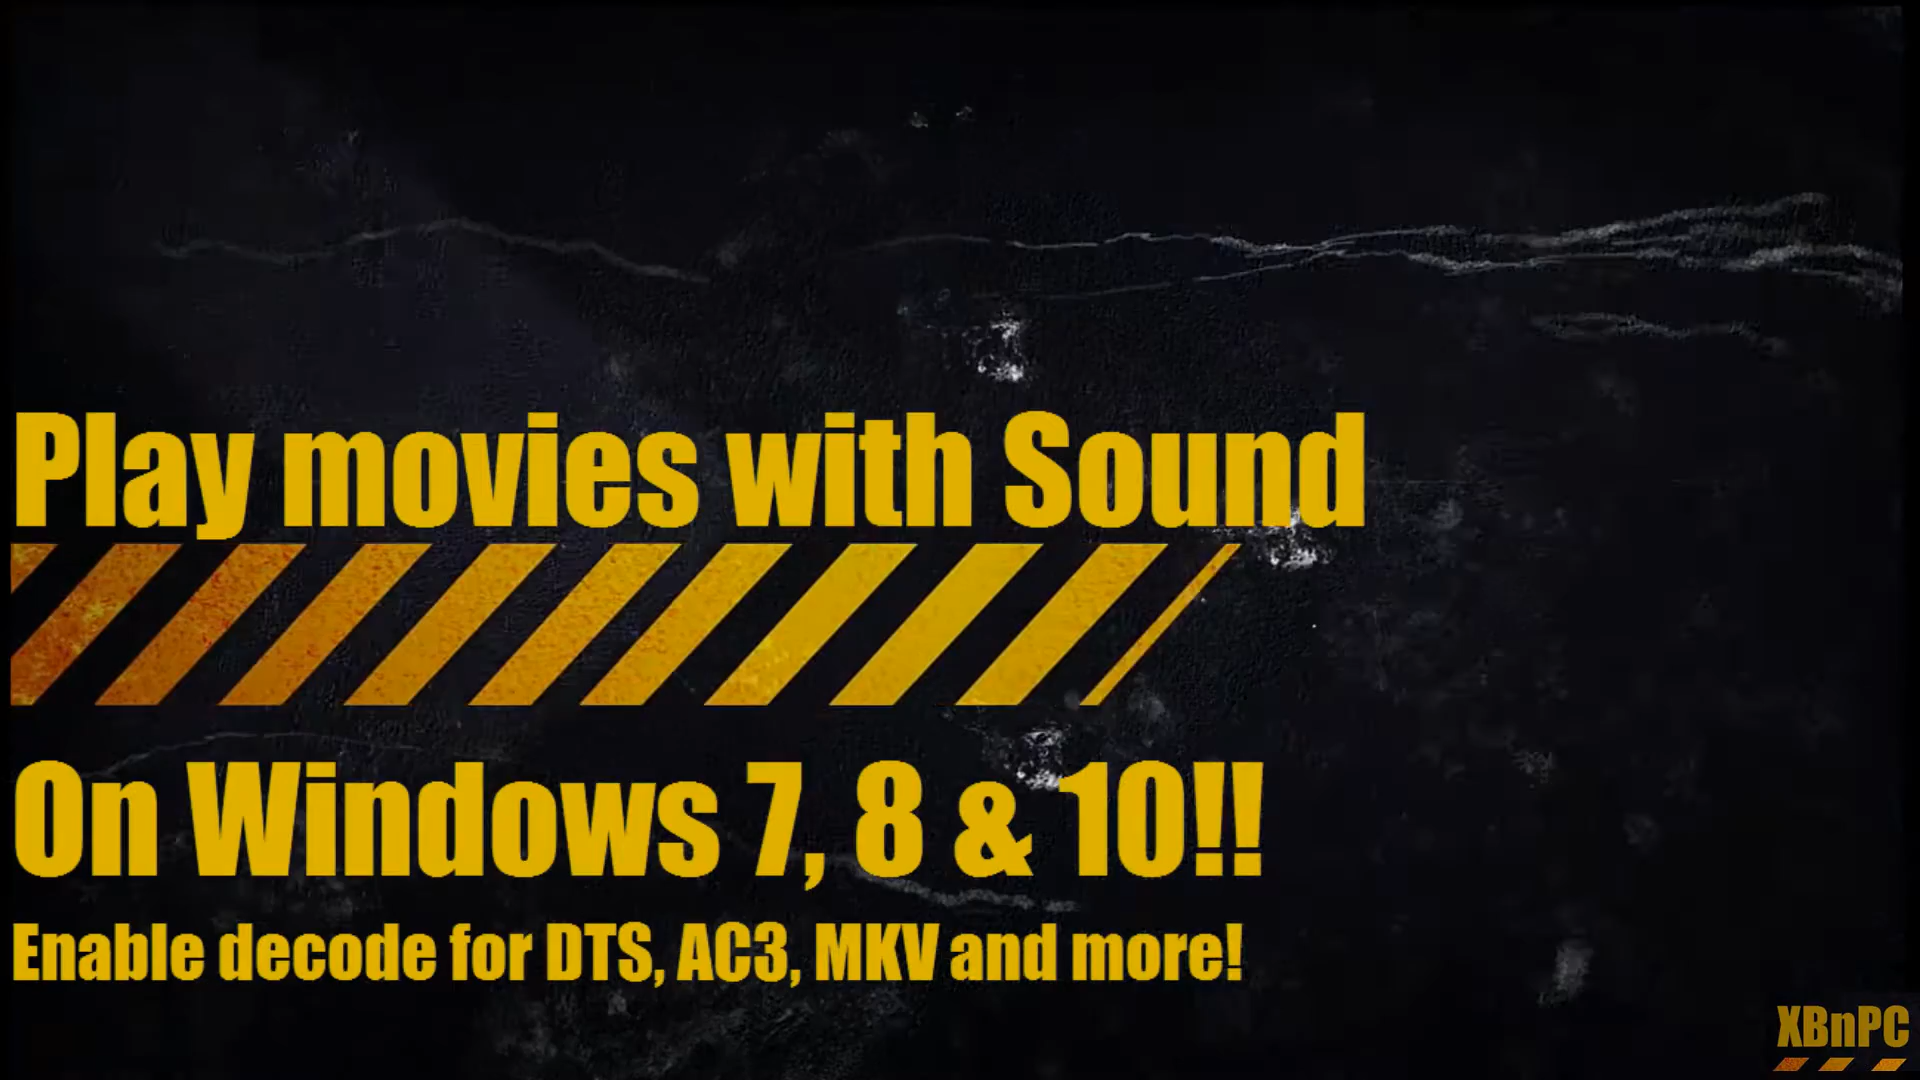 Play movies with Sound
On Windows 7, 8 & 10!!
Enable decode for DTS, AC3, MKV and more!
XBnPC